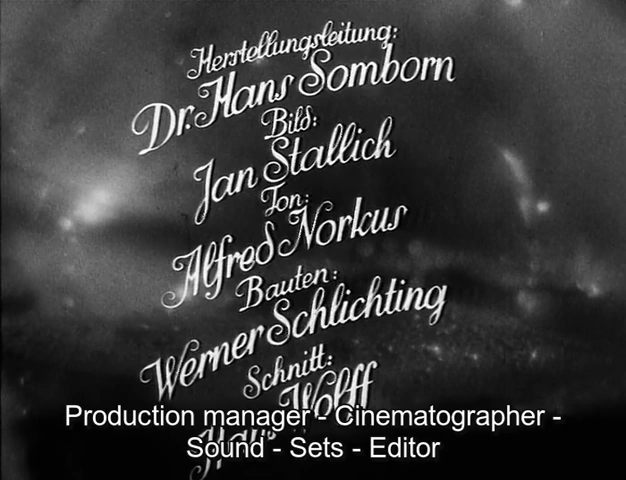 Herstellungsleitung:
Dr. Hans Somborn
Bild:
Jan Stallich
Ton:
Alfred Norkus
Bauten:
Werner Schlichting
Schnitt:
Hans Wolff
Production manager - Cinematographer -
Sound - Sets - Editor